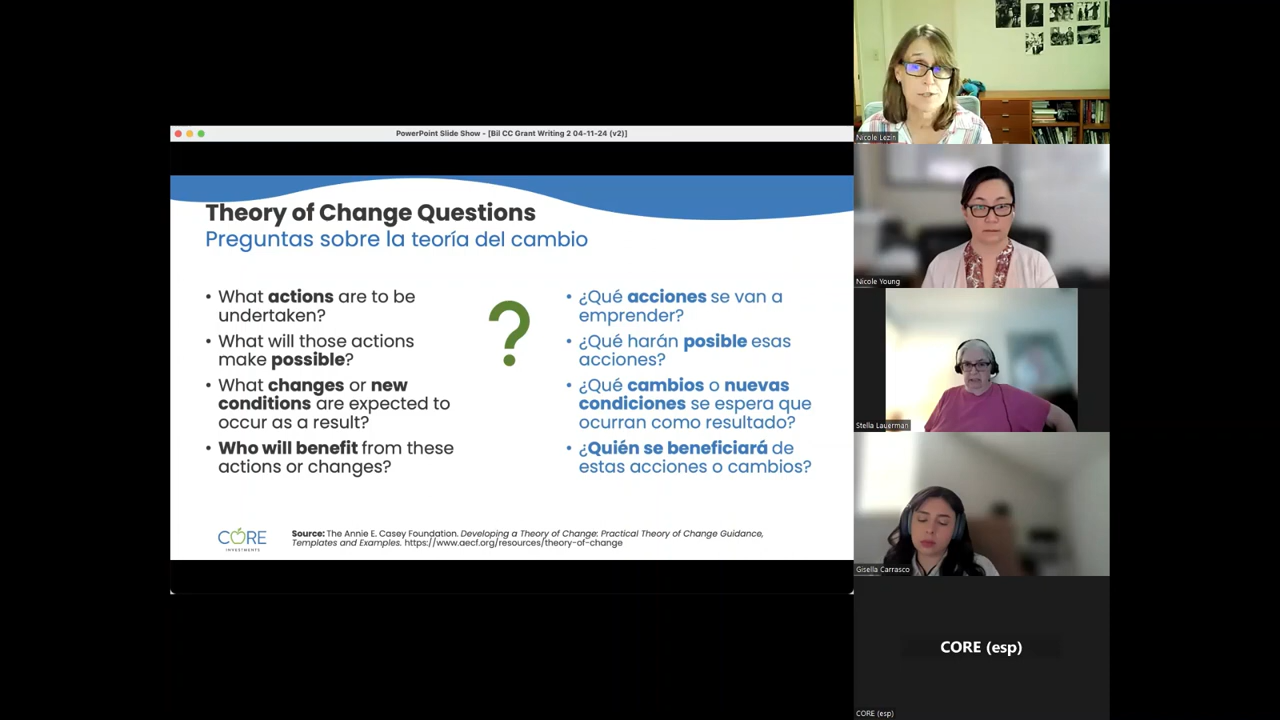 PowerPoint Slide Show - [Bil CC Grant Writing 2 04-11-24 (v2)]
Theory of Change Questions
Preguntas sobre la teoría del cambio
• What actions are to be
undertaken?
• What will those actions
make possible?
• What changes or new
conditions are expected to
occur as a result?
• Who will benefit from these
actions or changes?
?
• ¿Qué acciones se van a
emprender?
• ¿Qué harán posible esas
acciones?
• ¿Qué cambios o nuevas
condiciones se espera que
ocurran como resultado?
• ¿Quién se beneficiará de
estas acciones o cambios?
CORE
INVESTMENTS
Source: The Annie E. Casey Foundation. Developing a Theory of Change: Practical Theory of Change Guidance,
Templates and Examples. https://www.aecf.org/resources/theory-of-change
Nicole Lezin
Nicole Young
Stella Lauerman
Gisella Carrasco
CORE (esp)
CORE (esp)